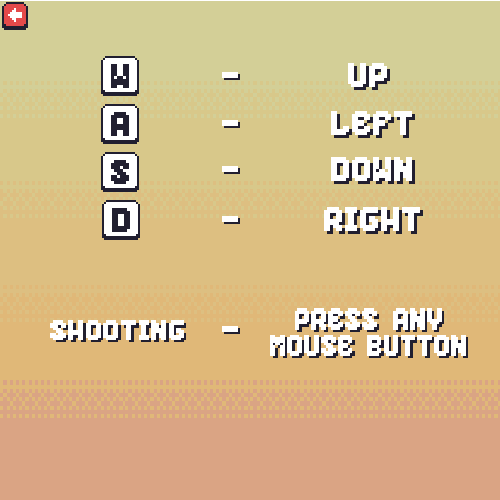 W - UP
A - LEFT
S - DOWN
D - RIGHT
SHOOTING - PRESS ANY
MOUSE BUTTON